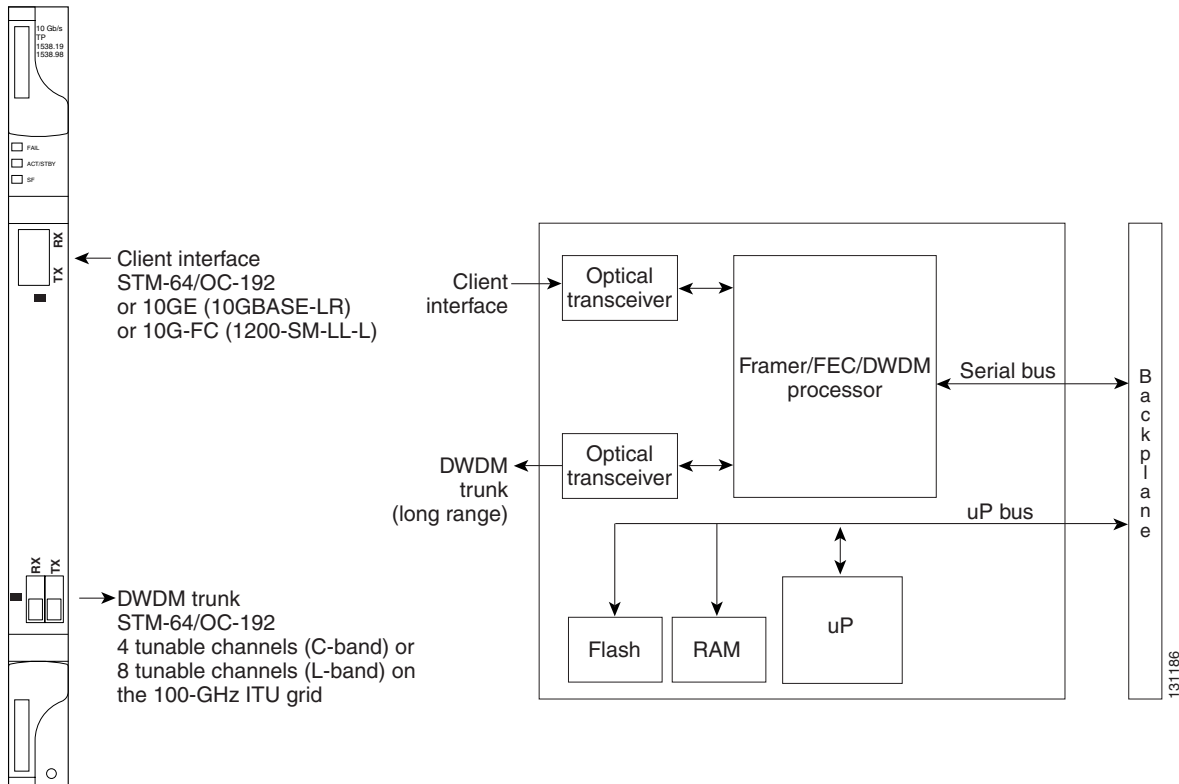 10 Gb/s
TP
1538.19
1538.98
FAIL
ACT/STBY
SF
RX
TX
Client interface
STM-64/OC-192
or 10GE (10GBASE-LR)
or 10G-FC (1200-SM-LL-L)
RX
TX
DWDM trunk
STM-64/OC-192
4 tunable channels (C-band) or
8 tunable channels (L-band) on
the 100-GHz ITU grid
Client
interface
Optical
transceiver
Framer/FEC/DWDM
processor
Serial bus
DWDM
trunk
(long range)
Optical
transceiver
uP bus
Flash
RAM
uP
Backplane
131186